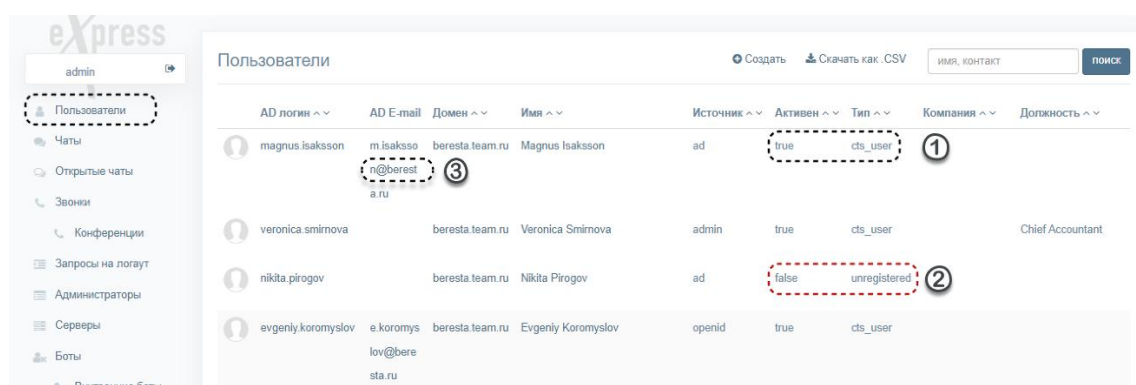 eXpress
admin
Пользователи
Чаты
Открытые чаты
Звонки
Конференции
Запросы на логаут
Администраторы
Серверы
Боты
Внутренние боты
Пользователи
Создать Скачать как .CSV имя, контакт поиск
AD логин AD E-mail Домен Имя Источник Активен Тип Компания Должность
magnus.isaksson m.isaksso beresta.team.ru Magnus Isaksson ad true cts_user 1
n@berest 3
a.ru
veronica.smirnova beresta.team.ru Veronica Smirnova admin true cts_user Chief Accountant
nikita.pirogov beresta.team.ru Nikita Pirogov ad false unregistered 2
evgeniy.koromyslov e.koromys beresta.team.ru Evgeniy Koromyslov openid true cts_user
lov@bere
sta.ru